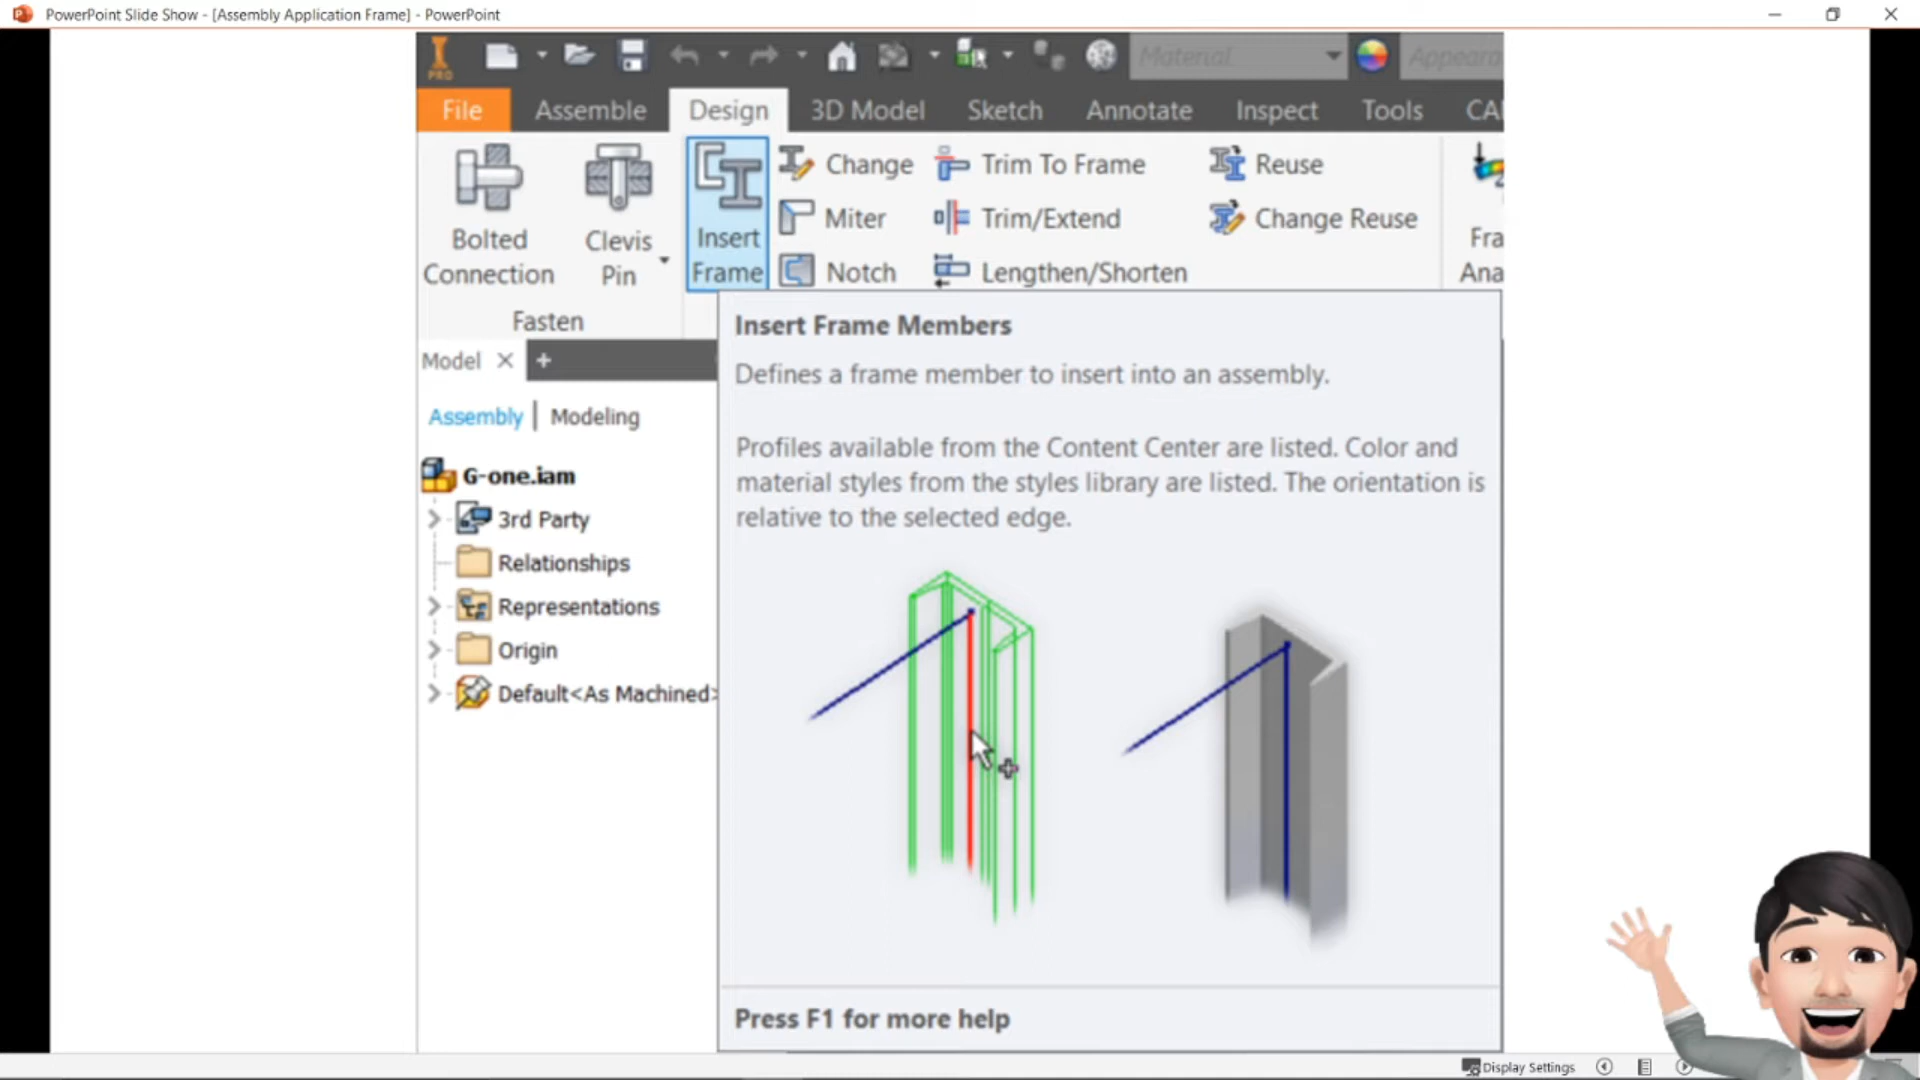 PowerPoint Slide Show - [Assembly Application Frame] - PowerPoint
PRO
Material
Appeara
File
Assemble
Design
3D Model
Sketch
Annotate
Inspect
Tools
CA
Bolted
Connection
Clevis
Pin
Fasten
Insert
Frame
Change
Miter
Notch
Trim To Frame
Trim/Extend
Lengthen/Shorten
Reuse
Change Reuse
Fra
Ana
Model
Assembly | Modeling
G-one.iam
3rd Party
Relationships
Representations
Origin
Default<As Machined>
Insert Frame Members
Defines a frame member to insert into an assembly.
Profiles available from the Content Center are listed. Color and
material styles from the styles library are listed. The orientation is
relative to the selected edge.
Press F1 for more help
Display Settings